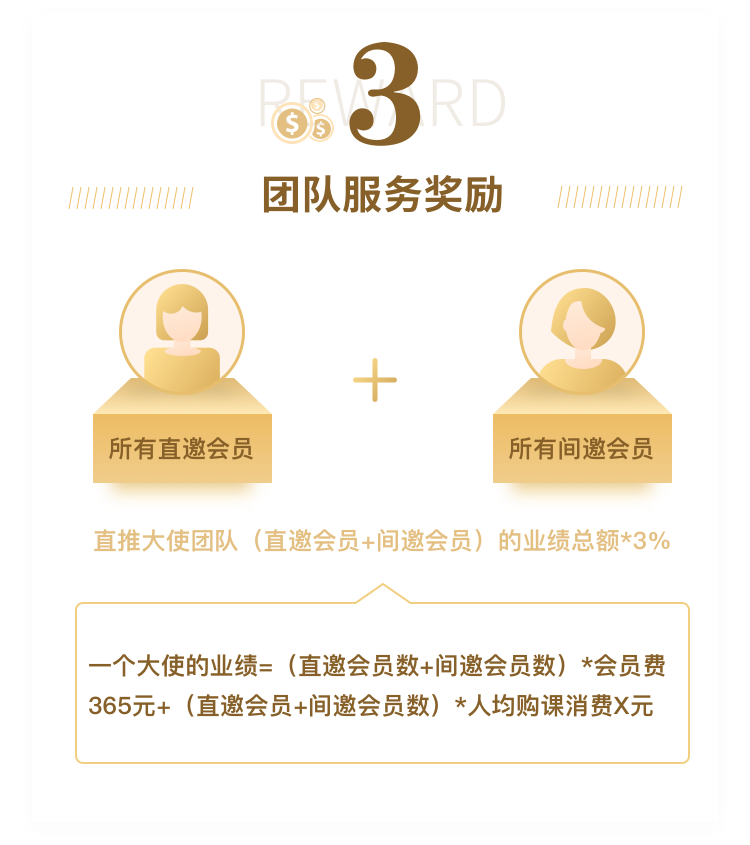 REWARD
3
团队服务奖励
所有直邀会员
所有间邀会员
直推大使团队（直邀会员+间邀会员）的业绩总额*3%
一个大使的业绩=（直邀会员数+间邀会员数）*会员费
365元+（直邀会员+间邀会员数）*人均购课消费X元